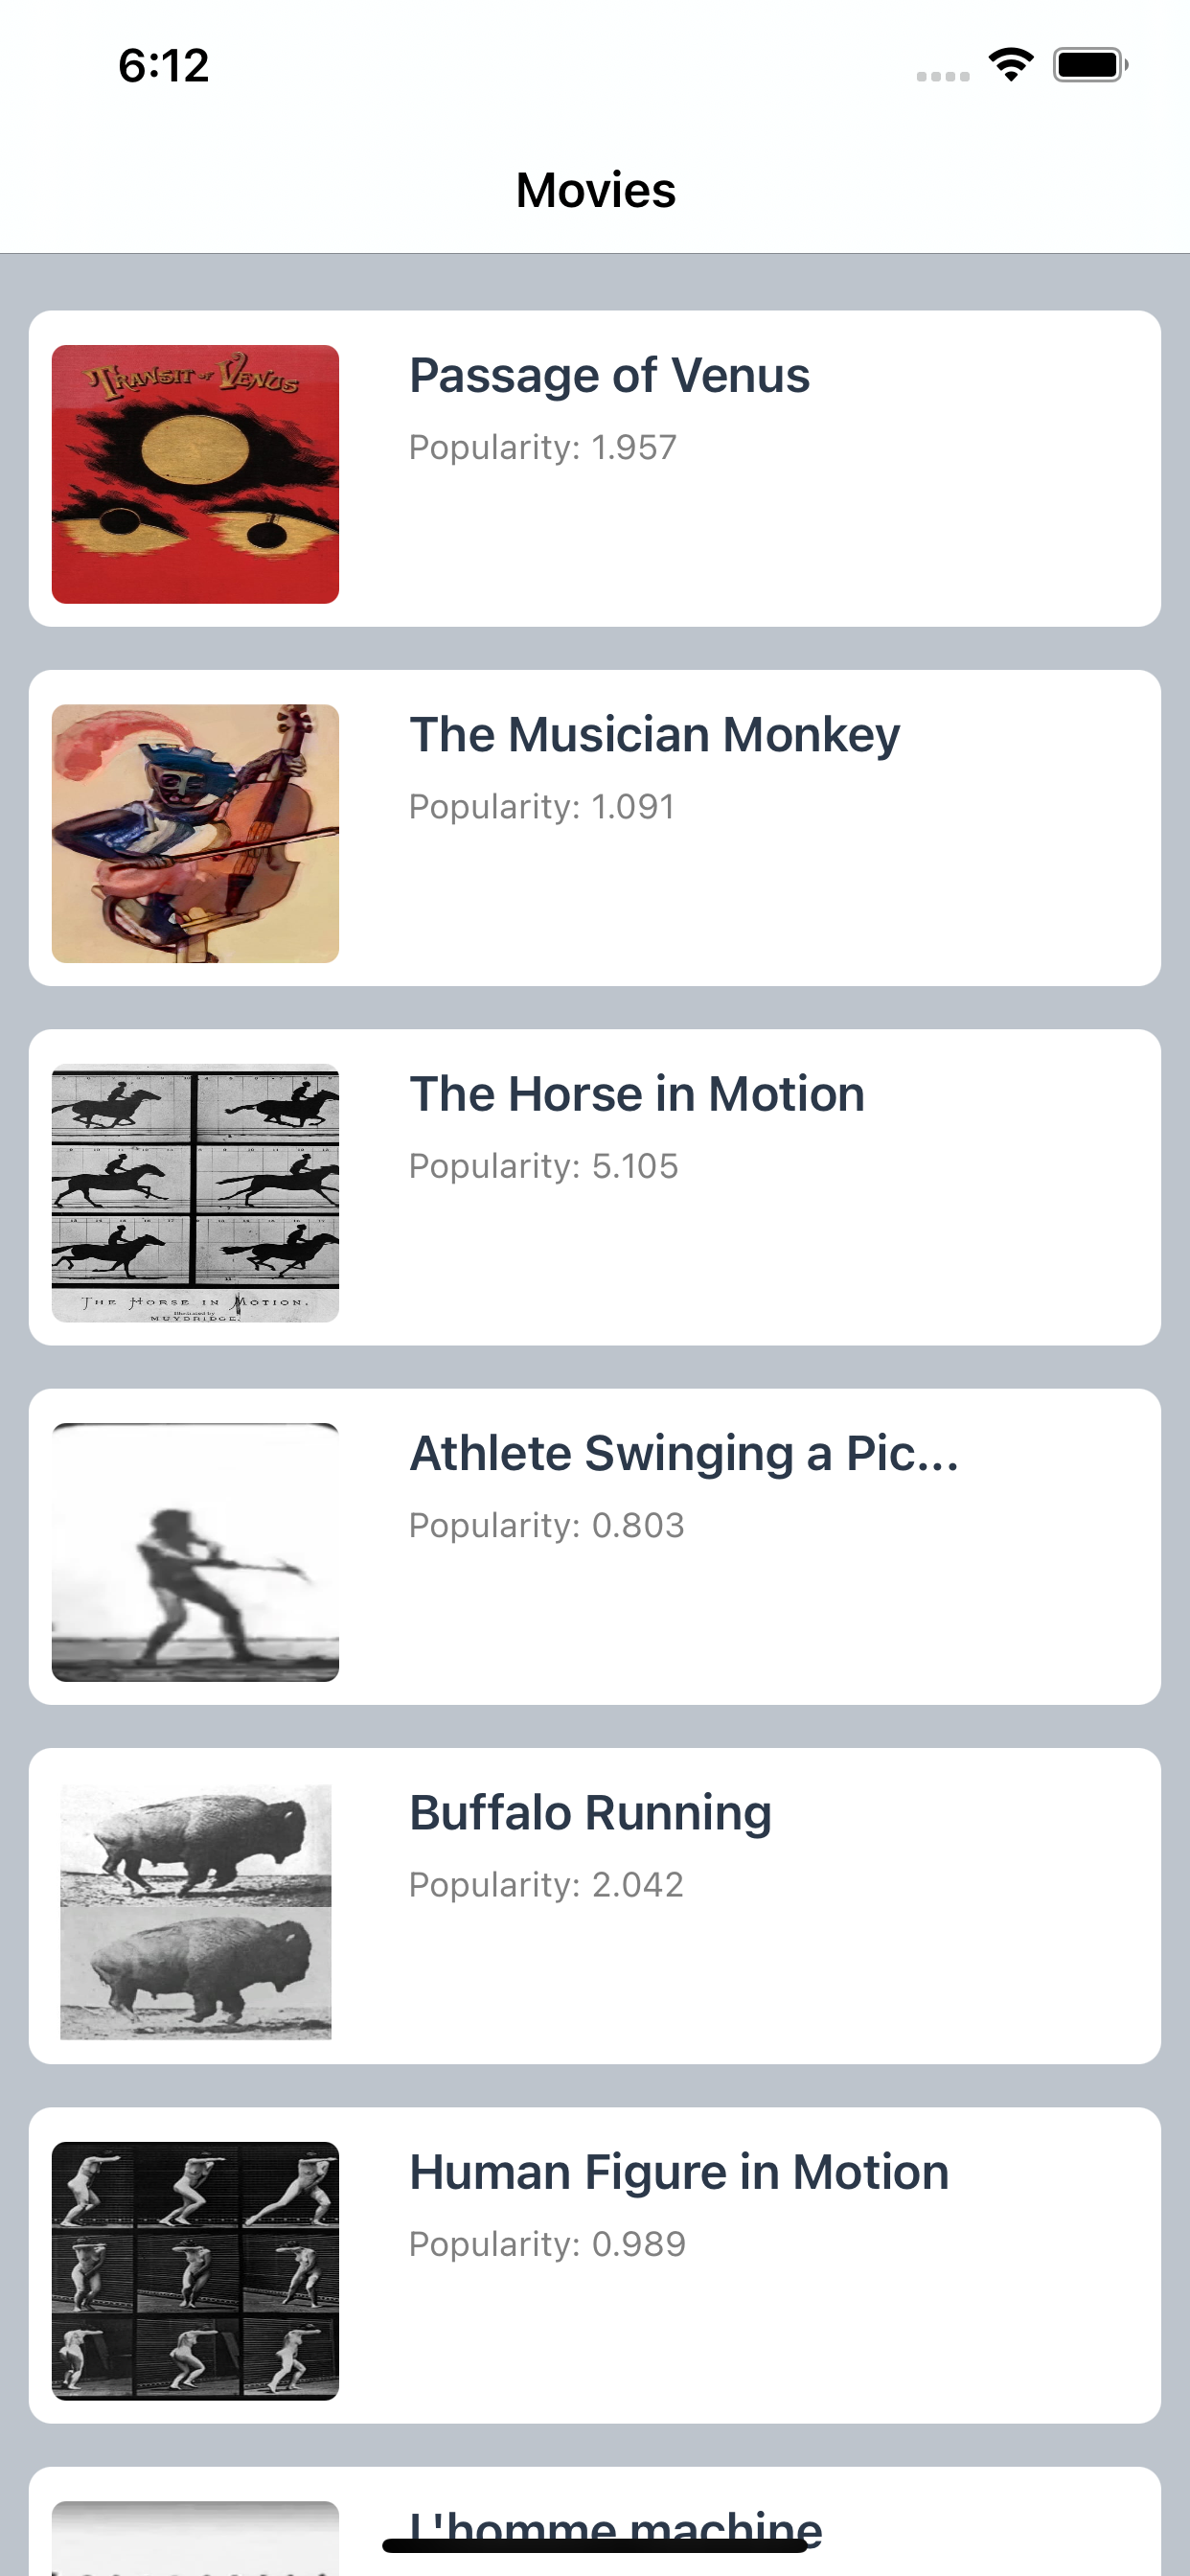 6:12
Movies
TRANSIT OF VENUS
Passage of Venus
Popularity: 1.957
The Musician Monkey
Popularity: 1.091
The Horse in Motion
Popularity: 5.105
THE HORSE IN MOTION.
Illustrated by
MUYBRIDGE.
Athlete Swinging a Pic...
Popularity: 0.803
Buffalo Running
Popularity: 2.042
Human Figure in Motion
Popularity: 0.989
L'homme machine